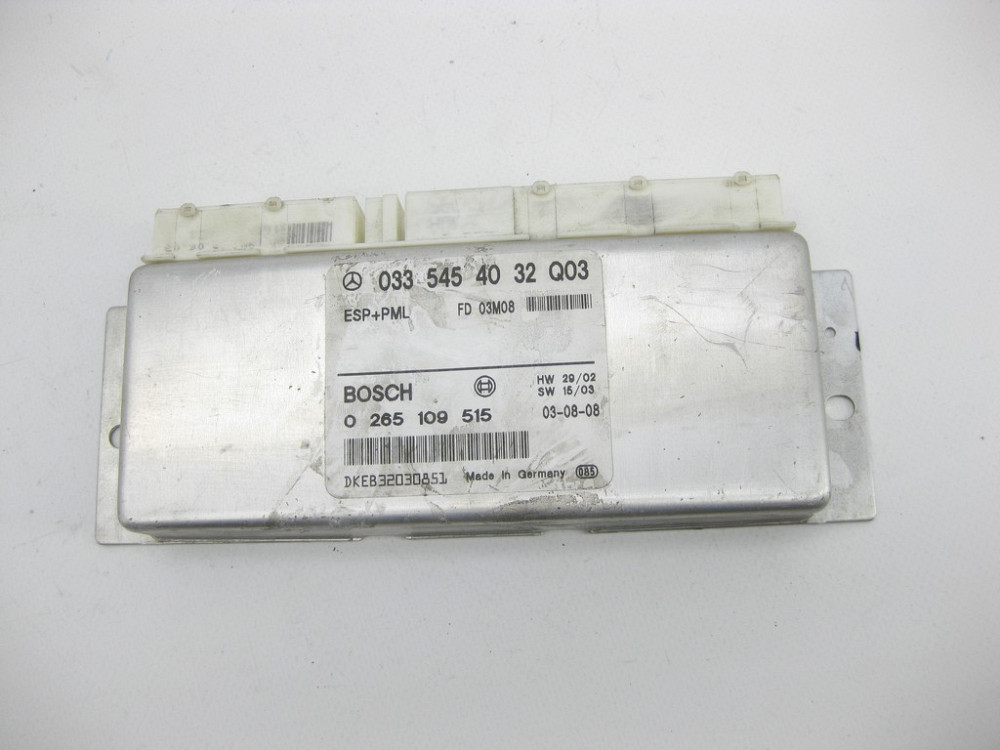 033 545 40 32 Q03
ESP+PML FD 03M08
BOSCH HW 29/02
SW 15/03
0 265 109 515 03-08-08
DKEB32030851 Made in Germany 085